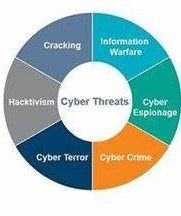 Cracking
Information
Warfare
Hacktivism
Cyber Threats
Cyber
Espionage
Cyber Terror
Cyber Crime